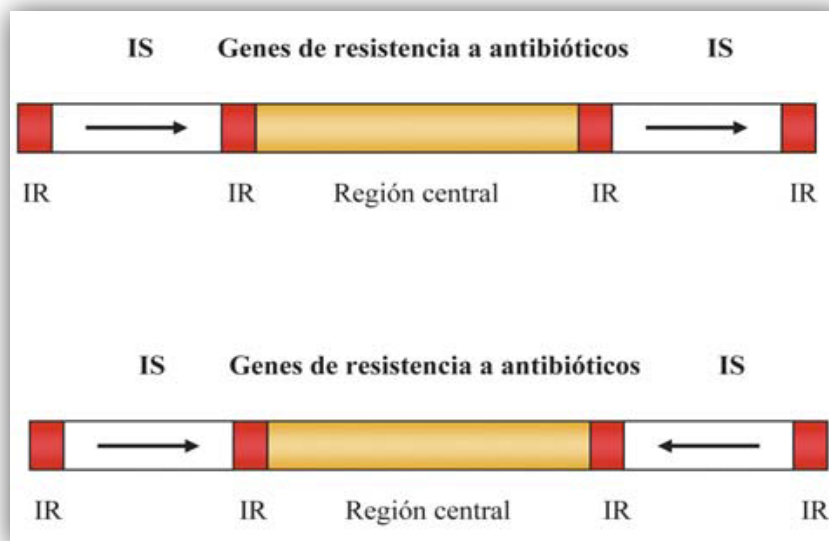 IS Genes de resistencia a antibióticos IS
IR IR Región central IR IR
IS Genes de resistencia a antibióticos IS
IR IR Región central IR IR